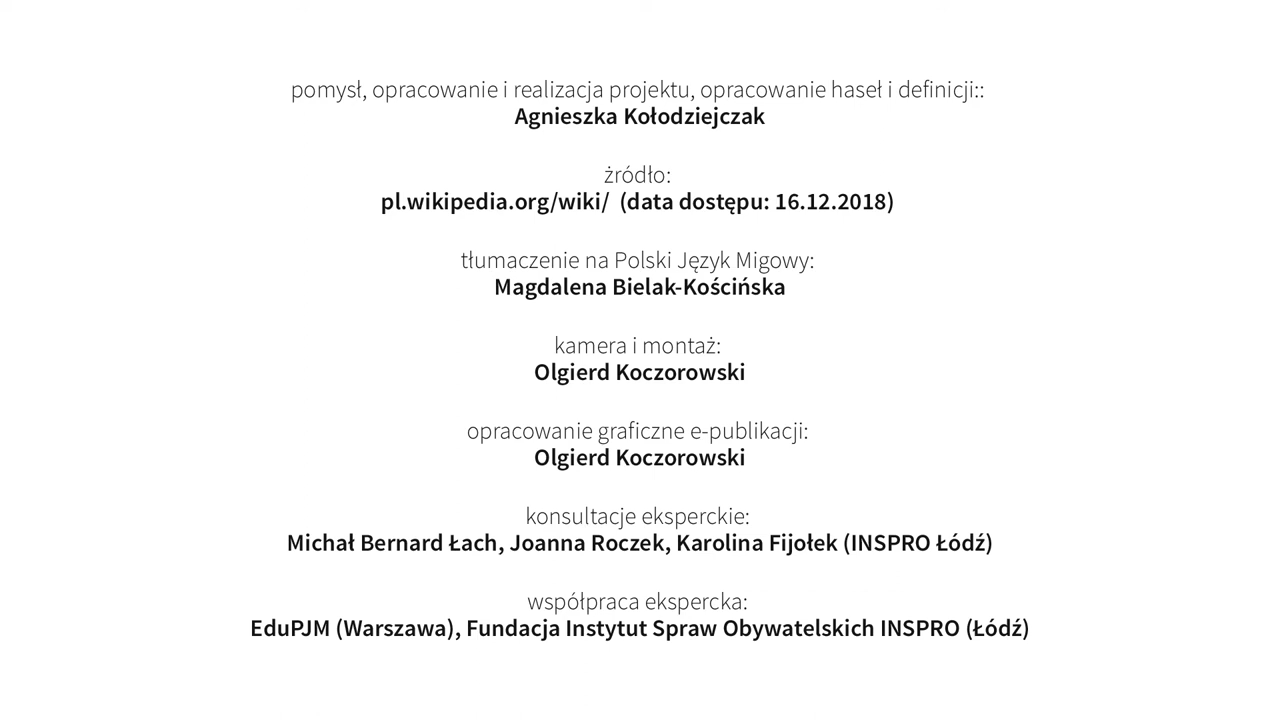 pomysł, opracowanie i realizacja projektu, opracowanie haseł i definicji::
Agnieszka Kołodziejczak
żródło:
pl.wikipedia.org/wiki/ (data dostępu: 16.12.2018)
tłumaczenie na Polski Język Migowy:
Magdalena Bielak-Kościńska
kamera i montaż:
Olgierd Koczorowski
opracowanie graficzne e-publikacji:
Olgierd Koczorowski
konsultacje eksperckie:
Michał Bernard Łach, Joanna Roczek, Karolina Fijołek (INSPRO Łódź)
współpraca ekspercka:
EduPJM (Warszawa), Fundacja Instytut Spraw Obywatelskich INSPRO (Łódź)